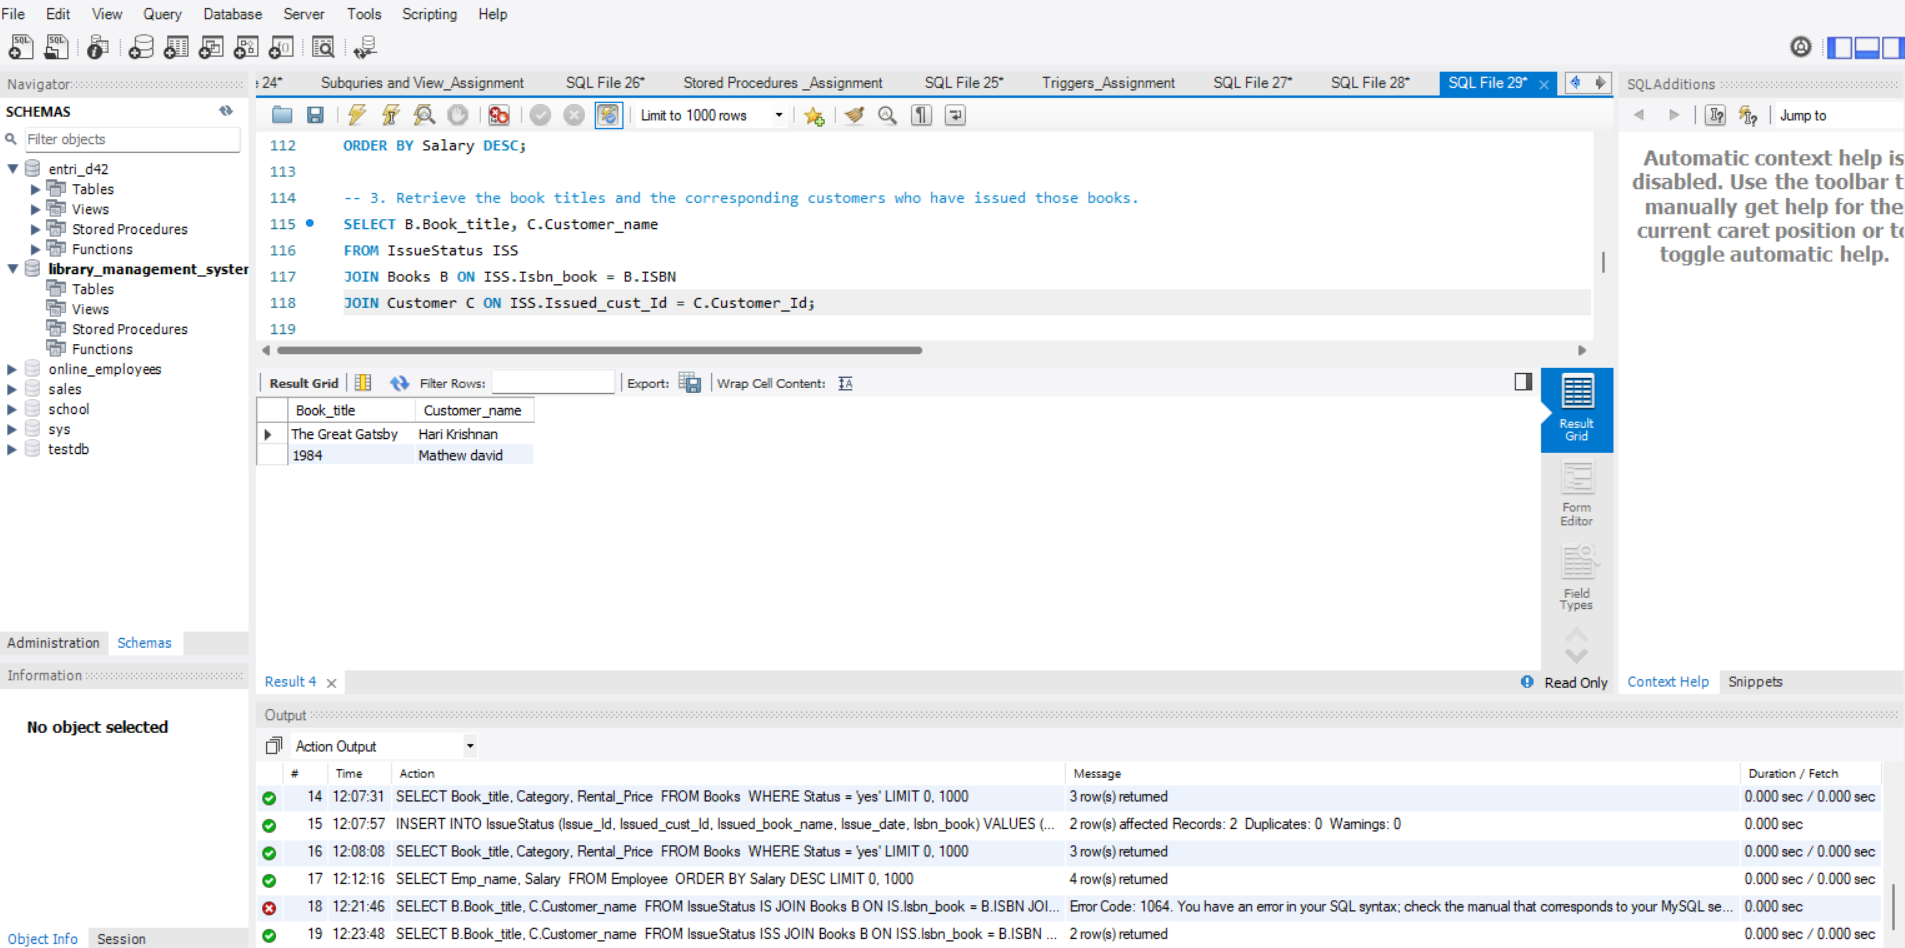 File Edit View Query Database Server Tools Scripting Help
Navigator
SCHEMAS
Filter objects
entri_d42
Tables
Views
Stored Procedures
Functions
library_management_syster
Tables
Views
Stored Procedures
Functions
online_employees
sales
school
sys
testdb
Administration Schemas
Information
No object selected
Object Info Session
24* Subquries and View_Assignment SQL File 26* Stored Procedures _Assignment SQL File 25* Triggers_Assignment SQL File 27* SQL File 28* SQL File 29*
Limit to 1000 rows
112 ORDER BY Salary DESC;
113
114 -- 3. Retrieve the book titles and the corresponding customers who have issued those books.
115 SELECT B.Book_title, C.Customer_name
116 FROM IssueStatus ISS
117 JOIN Books B ON ISS.Isbn_book = B.ISBN
118 JOIN Customer C ON ISS.Issued_cust_Id = C.Customer_Id;
119
Result Grid Filter Rows: Export: Wrap Cell Content:
Book_title Customer_name
The Great Gatsby Hari Krishnan
1984 Mathew david
Result
Grid
Form
Editor
Field
Types
Result 4 Read Only
SQLAdditions
Jump to
Automatic context help is
disabled. Use the toolbar t
manually get help for the
current caret position or to
toggle automatic help.
Context Help Snippets
Output
Action Output
# Time Action Message Duration / Fetch
14 12:07:31 SELECT Book_title, Category, Rental_Price FROM Books WHERE Status = 'yes' LIMIT 0, 1000 3 row(s) returned 0.000 sec / 0.000 sec
15 12:07:57 INSERT INTO IssueStatus (Issue_Id, Issued_cust_Id, Issued_book_name, Issue_date, Isbn_book) VALUES (... 2 row(s) affected Records: 2 Duplicates: 0 Warnings: 0 0.000 sec
16 12:08:08 SELECT Book_title, Category, Rental_Price FROM Books WHERE Status = 'yes' LIMIT 0, 1000 3 row(s) returned 0.000 sec / 0.000 sec
17 12:12:16 SELECT Emp_name, Salary FROM Employee ORDER BY Salary DESC LIMIT 0, 1000 4 row(s) returned 0.000 sec / 0.000 sec
18 12:21:46 SELECT B.Book_title, C.Customer_name FROM IssueStatus IS JOIN Books B ON IS.Isbn_book = B.ISBN JOI... Error Code: 1064. You have an error in your SQL syntax; check the manual that corresponds to your MySQL se... 0.000 sec
19 12:23:48 SELECT B.Book_title, C.Customer_name FROM IssueStatus ISS JOIN Books B ON ISS.Isbn_book = B.ISBN ... 2 row(s) returned 0.000 sec / 0.000 sec